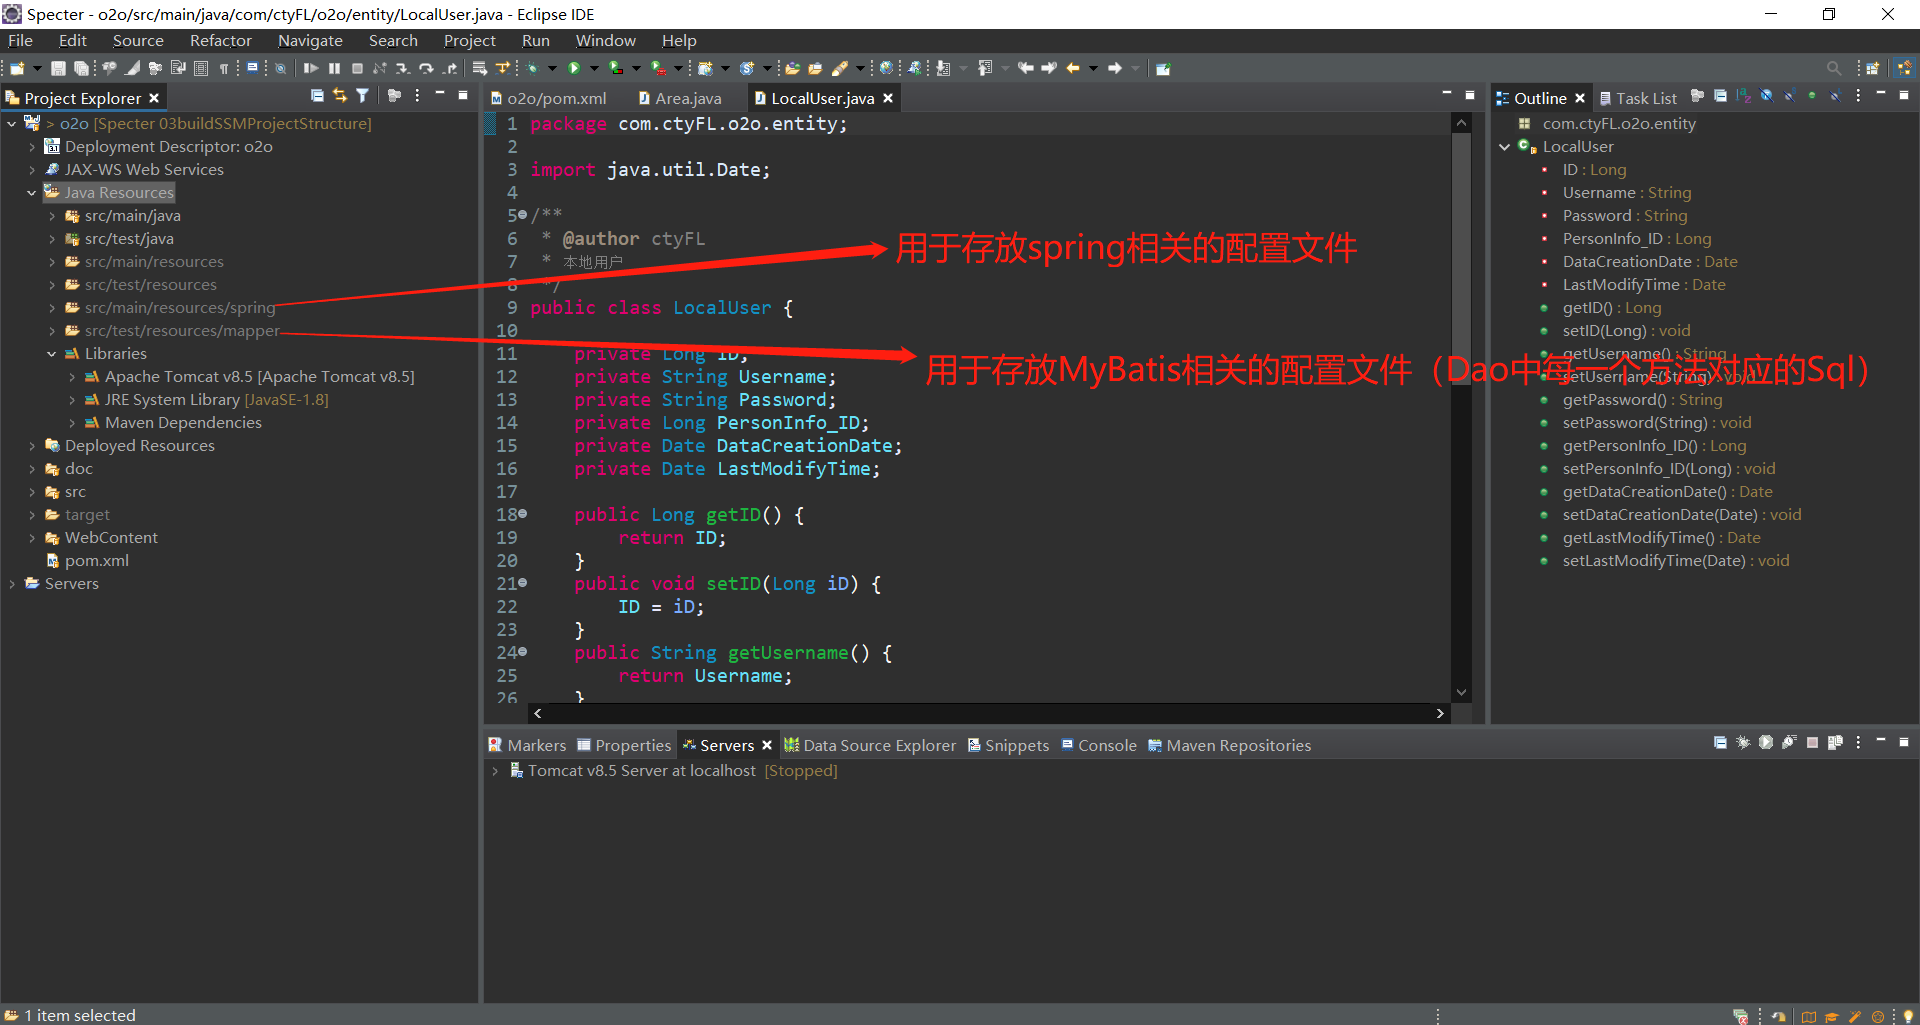 Specter - o2o/src/main/java/com/ctyFL/o2o/entity/LocalUser.java - Eclipse IDE
File Edit Source Refactor Navigate Search Project Run Window Help
Project Explorer
> o2o [Specter 03buildSSMProjectStructure]
Deployment Descriptor: o2o
JAX-WS Web Services
Java Resources
src/main/java
src/test/java
src/main/resources
src/test/resources
src/main/resources/spring
src/test/resources/mapper
Libraries
Apache Tomcat v8.5 [Apache Tomcat v8.5]
JRE System Library [JavaSE-1.8]
Maven Dependencies
Deployed Resources
doc
src
target
WebContent
pom.xml
Servers
o2o/pom.xml Area.java LocalUser.java
1 package com.ctyFL.o2o.entity;
2
3 import java.util.Date;
4
5 /**
6 * @author ctyFL
7 * 本地用户
8 */
9 public class LocalUser {
10
11 private Long ID;
12 private String Username;
13 private String Password;
14 private Long PersonInfo_ID;
15 private Date DataCreationDate;
16 private Date LastModifyTime;
17
18 public Long getID() {
19 return ID;
20 }
21 public void setID(Long iD) {
22 ID = iD;
23 }
24 public String getUsername() {
25 return Username;
26 }
用于存放spring相关的配置文件
用于存放MyBatis相关的配置文件（Dao中每一个方法对应的Sql）
Outline Task List
com.ctyFL.o2o.entity
LocalUser
ID : Long
Username : String
Password : String
PersonInfo_ID : Long
DataCreationDate : Date
LastModifyTime : Date
getID() : Long
setID(Long) : void
getUsername() : String
setUsername(String) : void
getPassword() : String
setPassword(String) : void
getPersonInfo_ID() : Long
setPersonInfo_ID(Long) : void
getDataCreationDate() : Date
setDataCreationDate(Date) : void
getLastModifyTime() : Date
setLastModifyTime(Date) : void
Markers Properties Servers Data Source Explorer Snippets Console Maven Repositories
Tomcat v8.5 Server at localhost [Stopped]
1 item selected